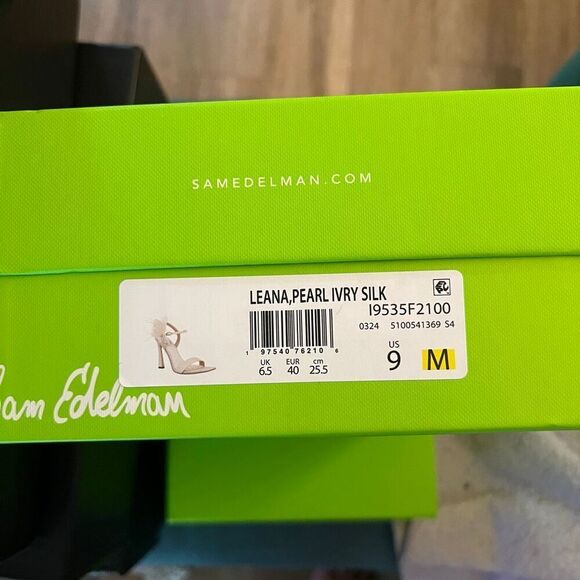 SAMEDELMAN.COM
LEANA,PEARL IVRY SILK
I9535F2100
0324 5100541369 S4
1 97540 76210 6
UK EUR cm
6.5 40 25.5
US
9 M
Sam Edelman